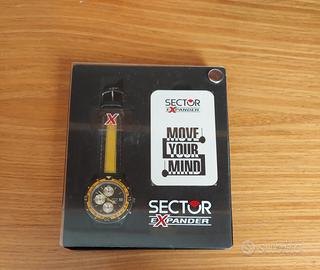 SECTOR
EXPANDER
MOVE
YOUR
MIND
X
SECTOR
EXPANDER